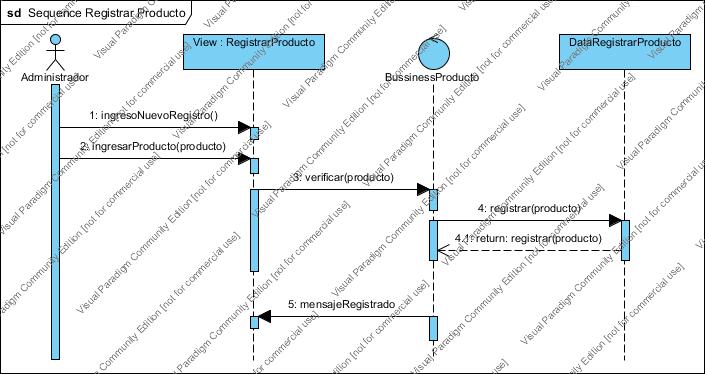 sd Sequence Registrar Producto
Administrador
View : RegistrarProducto
BussinessProducto
DataRegistrarProducto
1: ingresoNuevoRegistro()
2: ingresarProducto(producto)
3: verificar(producto)
4: registrar(producto)
4.1: return: registrar(producto)
5: mensajeRegistrado
Visual Paradigm Community Edition [not for commercial use]